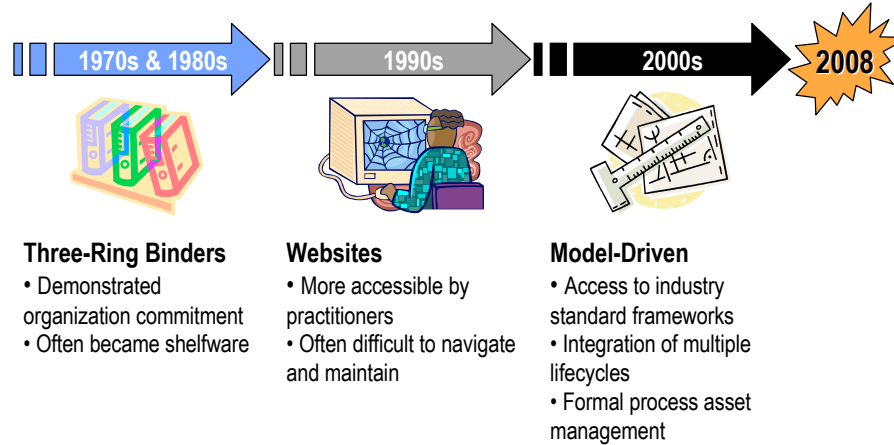 1970s & 1980s
1990s
2000s
2008
Three-Ring Binders
• Demonstrated
organization commitment
• Often became shelfware
Websites
• More accessible by
practitioners
• Often difficult to navigate
and maintain
Model-Driven
• Access to industry
standard frameworks
• Integration of multiple
lifecycles
• Formal process asset
management